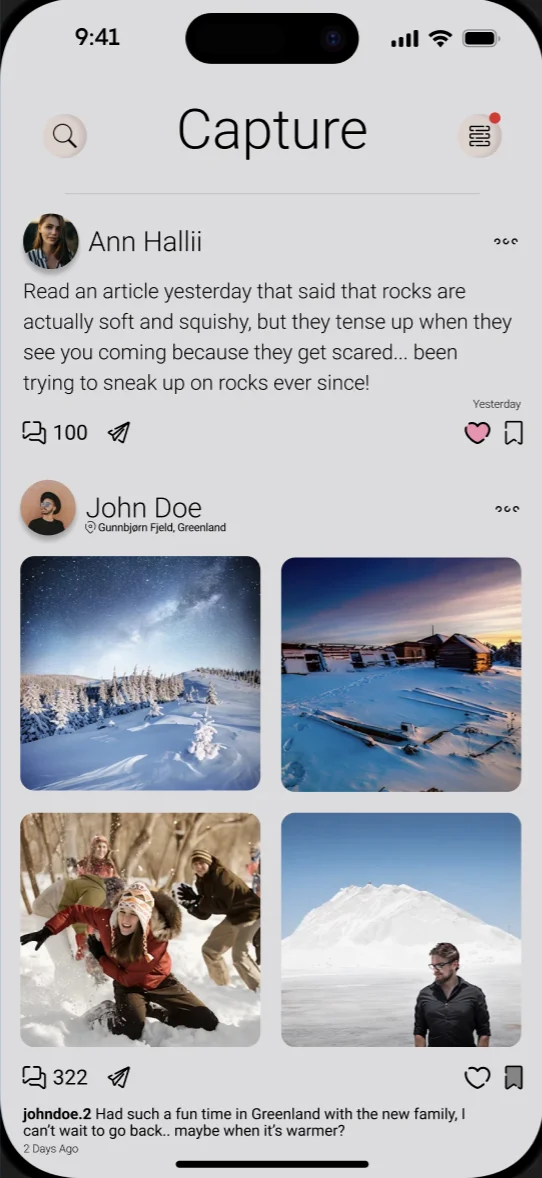 9:41
Capture
Ann Hallii
Read an article yesterday that said that rocks are
actually soft and squishy, but they tense up when they
see you coming because they get scared... been
trying to sneak up on rocks ever since!
Yesterday
100
John Doe
Gunnbjørn Fjeld, Greenland
322
johndoe.2 Had such a fun time in Greenland with the new family, I
can’t wait to go back.. maybe when it’s warmer?
2 Days Ago